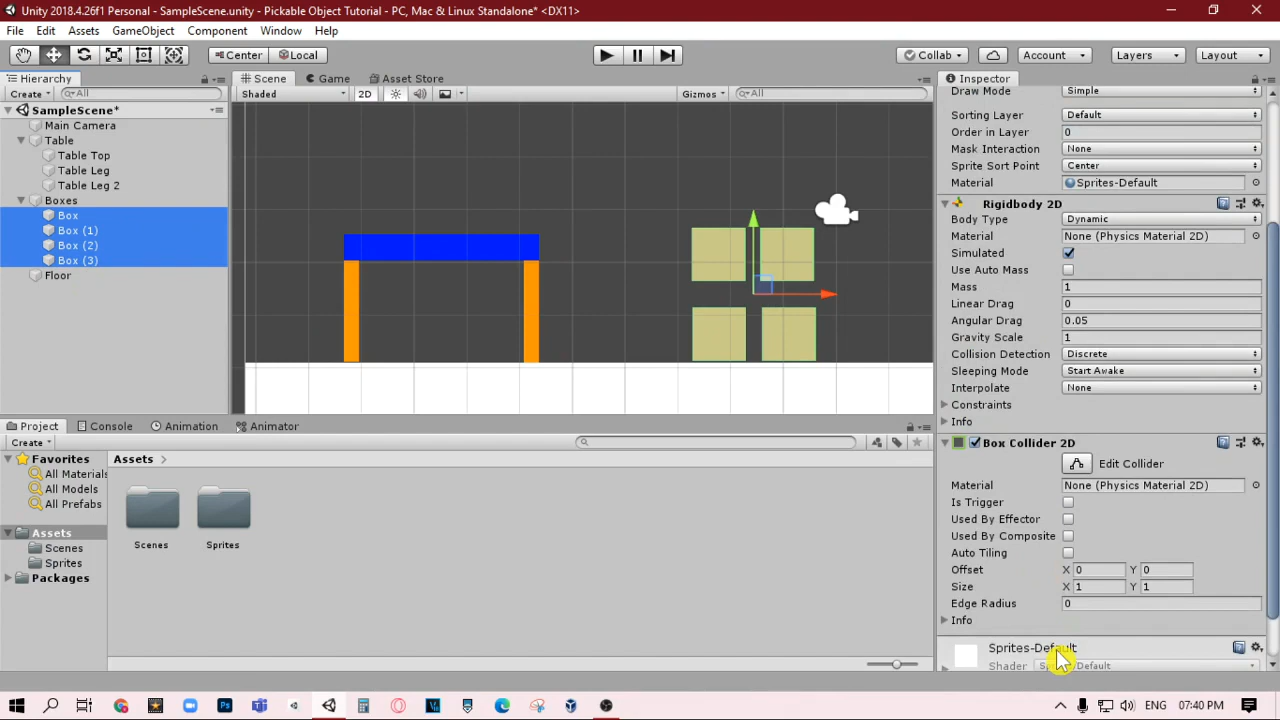 Unity 2018.4.26f1 Personal - SampleScene.unity - Pickable Object Tutorial - PC, Mac & Linux Standalone* <DX11>
File Edit Assets GameObject Component Window Help
Center Local Collab Account Layers Layout
Hierarchy
Create All
SampleScene*
Main Camera
Table
Table Top
Table Leg
Table Leg 2
Boxes
Box
Box (1)
Box (2)
Box (3)
Floor
Scene Game Asset Store
Shaded 2D Gizmos All
Inspector
Draw Mode Simple
Sorting Layer Default
Order in Layer 0
Mask Interaction None
Sprite Sort Point Center
Material Sprites-Default
Rigidbody 2D
Body Type Dynamic
Material None (Physics Material 2D)
Simulated
Use Auto Mass
Mass 1
Linear Drag 0
Angular Drag 0.05
Gravity Scale 1
Collision Detection Discrete
Sleeping Mode Start Awake
Interpolate None
Constraints
Info
Box Collider 2D
Edit Collider
Material None (Physics Material 2D)
Is Trigger
Used By Effector
Used By Composite
Auto Tiling
Offset X 0 Y 0
Size X 1 Y 1
Edge Radius 0
Info
Sprites-Default
Shader Default
Project Console Animation Animator
Create
Favorites
All Materials
All Models
All Prefabs
Assets
Scenes
Sprites
Packages
Assets
Scenes Sprites
ENG 07:40 PM